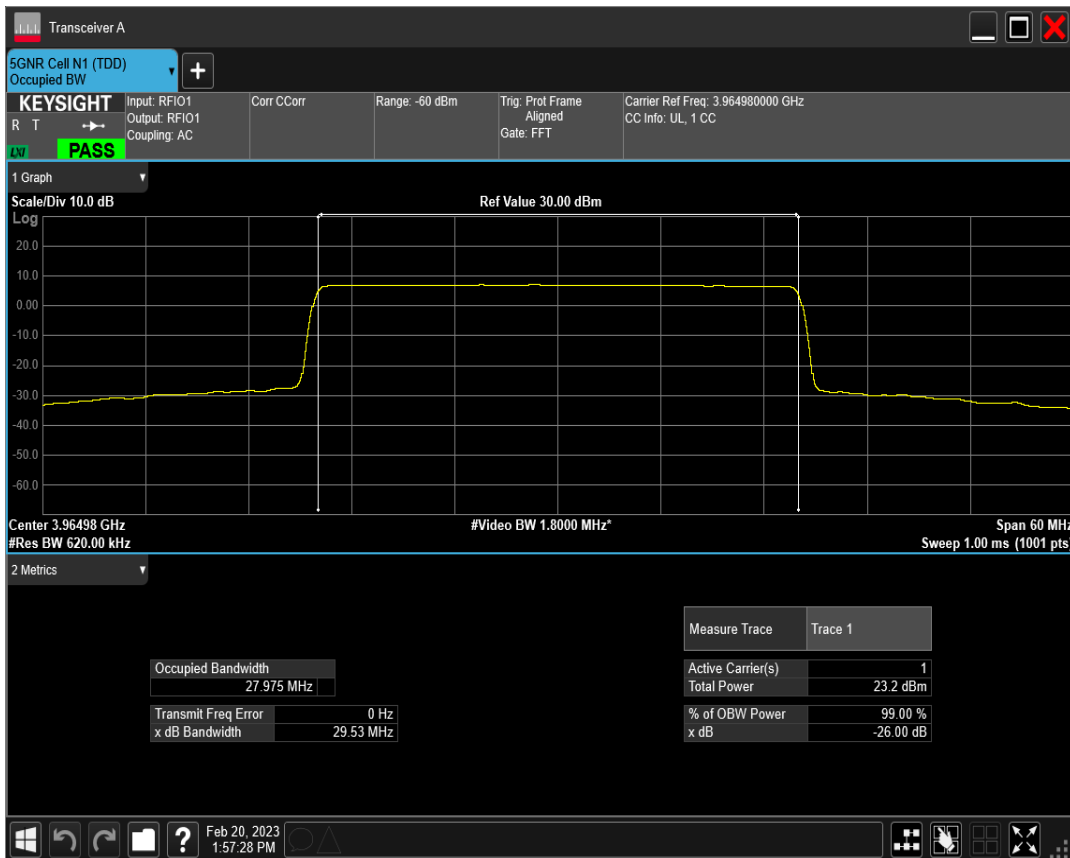 Transceiver A
5GNR Cell N1 (TDD)
Occupied BW
+
KEYSIGHT
R T
LXI
PASS
Input: RFIO1
Output: RFIO1
Coupling: AC
Corr CCorr
Range: -60 dBm
Trig: Prot Frame
Aligned
Gate: FFT
Carrier Ref Freq: 3.964980000 GHz
CC Info: UL, 1 CC
1 Graph
Scale/Div 10.0 dB
Ref Value 30.00 dBm
Log
20.0
10.0
0.00
-10.0
-20.0
-30.0
-40.0
-50.0
-60.0
Center 3.96498 GHz
#Video BW 1.8000 MHz*
Span 60 MHz
#Res BW 620.00 kHz
Sweep 1.00 ms (1001 pts)
2 Metrics
Measure Trace Trace 1
Occupied Bandwidth
27.975 MHz
Active Carrier(s) 1
Total Power 23.2 dBm
Transmit Freq Error 0 Hz
x dB Bandwidth 29.53 MHz
% of OBW Power 99.00 %
x dB -26.00 dB
?
Feb 20, 2023
1:57:28 PM